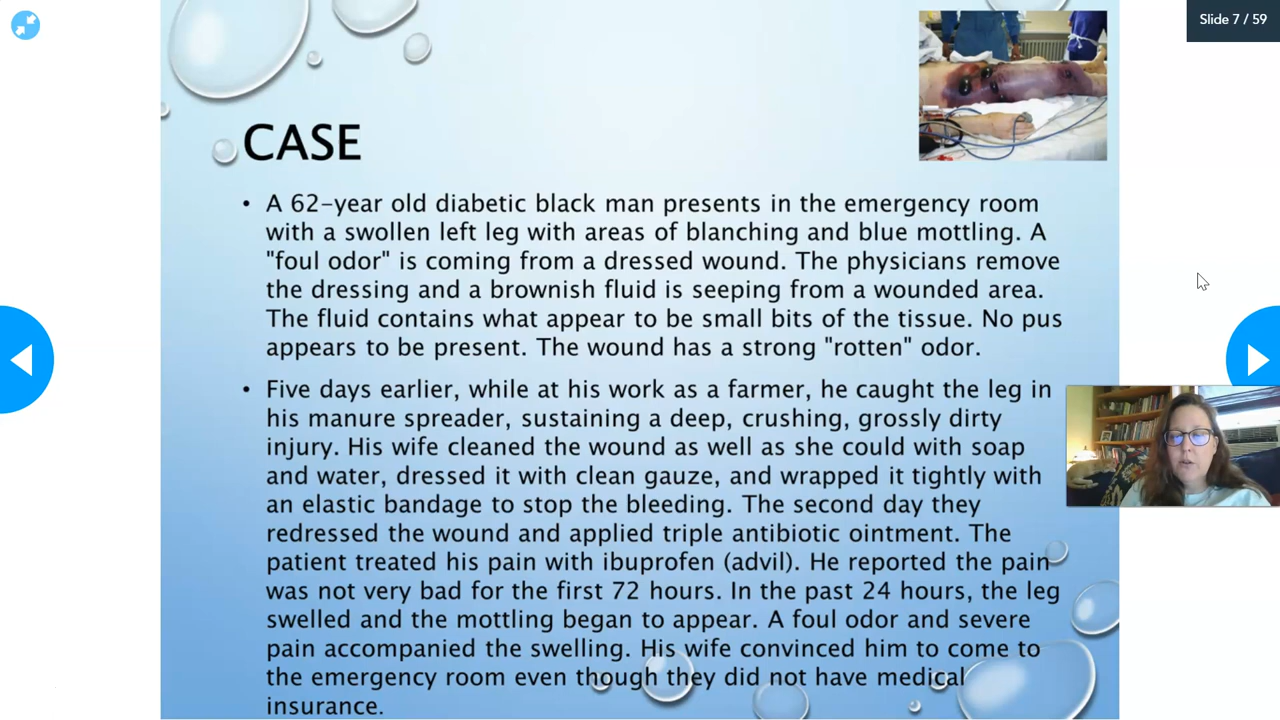 Slide 7 / 59
CASE
• A 62-year old diabetic black man presents in the emergency room
with a swollen left leg with areas of blanching and blue mottling. A
"foul odor" is coming from a dressed wound. The physicians remove
the dressing and a brownish fluid is seeping from a wounded area.
The fluid contains what appear to be small bits of the tissue. No pus
appears to be present. The wound has a strong "rotten" odor.
• Five days earlier, while at his work as a farmer, he caught the leg in
his manure spreader, sustaining a deep, crushing, grossly dirty
injury. His wife cleaned the wound as well as she could with soap
and water, dressed it with clean gauze, and wrapped it tightly with
an elastic bandage to stop the bleeding. The second day they
redressed the wound and applied triple antibiotic ointment. The
patient treated his pain with ibuprofen (advil). He reported the pain
was not very bad for the first 72 hours. In the past 24 hours, the leg
swelled and the mottling began to appear. A foul odor and severe
pain accompanied the swelling. His wife convinced him to come to
the emergency room even though they did not have medical
insurance.